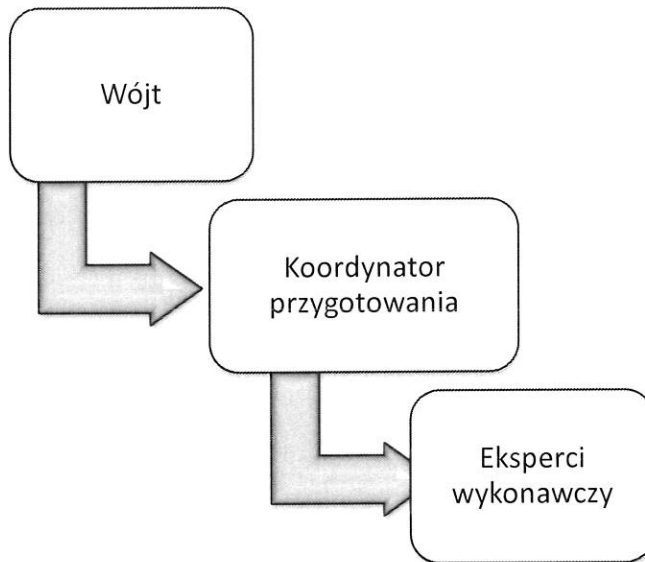 Wójt
Koordynator
przygotowania
Eksperci
wykonawczy